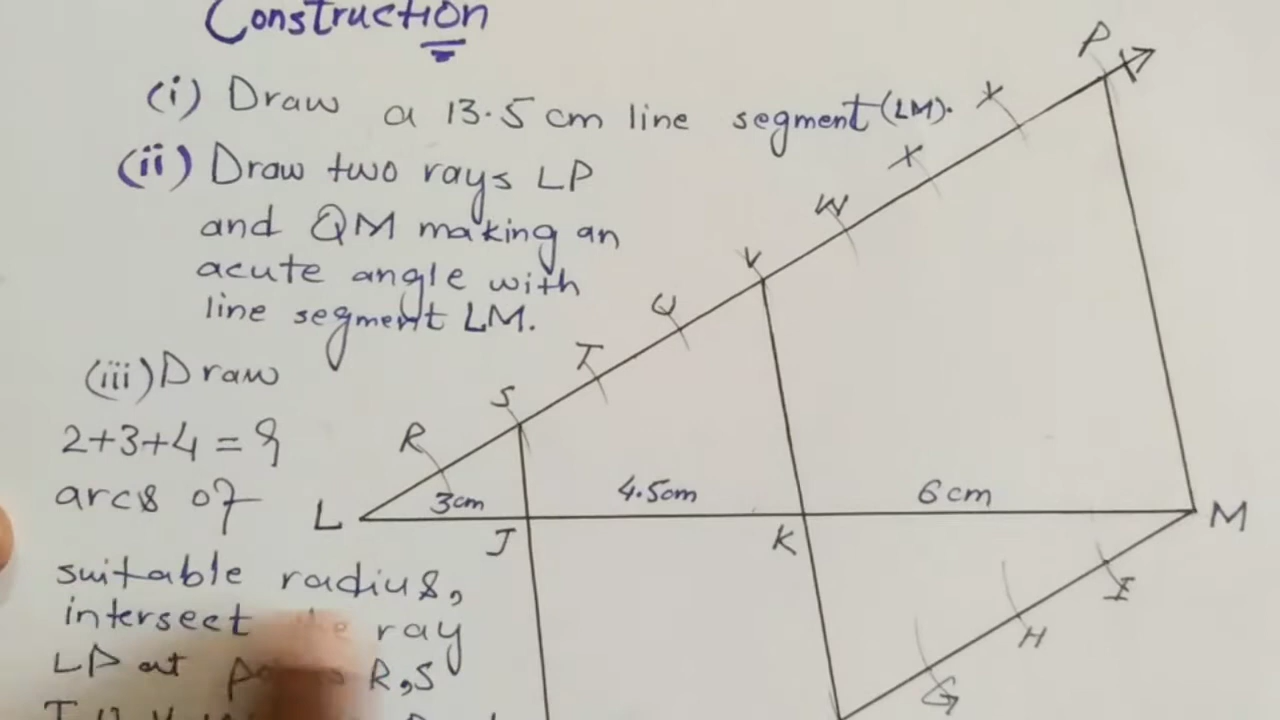 Construction
(i) Draw a 13.5 cm line segment (LM).
(ii) Draw two rays LP
and QM making an
acute angle with
line segment LM.
(iii) Draw
2+3+4 = 9
arcs of
suitable radius,
intersect ray
LP at R,S
P
Y
X
W
V
U
T
S
R
L
3cm
4.5cm
6cm
M
J
K
I
H
G